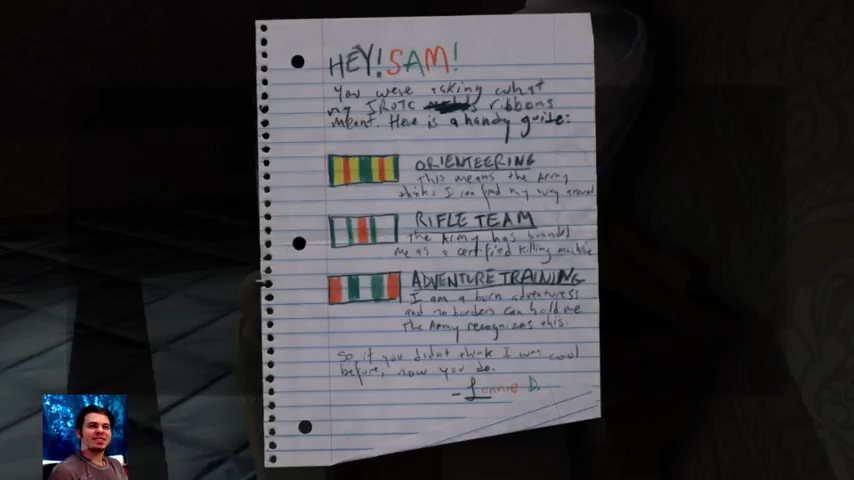 HEY! SAM!
You were asking what
my JROTC ribbons
meant. Here is a handy guide:
ORIENTEERING
This means the Army
thinks I can find my way around
RIFLE TEAM
The Army has brand
me as a certified killing machine
ADVENTURE TRAINING
I am a born adventuress
and no borders can hold me
The Army recognizes this.
So if you didn't think I was cool
before, now you do.
- Lonnie D.